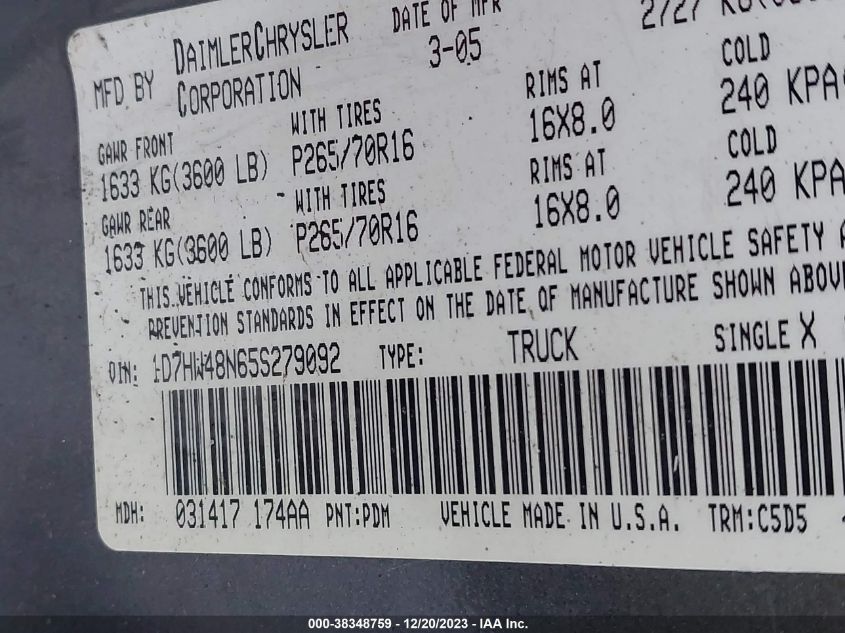 MFD BY DAIMLERCHRYSLER CORPORATION
DATE OF MFR 3-05
2727 KG
GAWR FRONT WITH TIRES RIMS AT COLD
1633 KG(3600 LB) P265/70R16 16X8.0 240 KPA
GAWR REAR WITH TIRES RIMS AT COLD
1633 KG(3600 LB) P265/70R16 16X8.0 240 KPA
THIS VEHICLE CONFORMS TO ALL APPLICABLE FEDERAL MOTOR VEHICLE SAFETY
PREVENTION STANDARDS IN EFFECT ON THE DATE OF MANUFACTURE SHOWN ABOVE
VIN: 1D7HW48N65S279092 TYPE: TRUCK SINGLE X
MDH: 031417 174AA PNT:PDM VEHICLE MADE IN U.S.A. TRM:C5D5
000-38348759 - 12/20/2023 - IAA Inc.